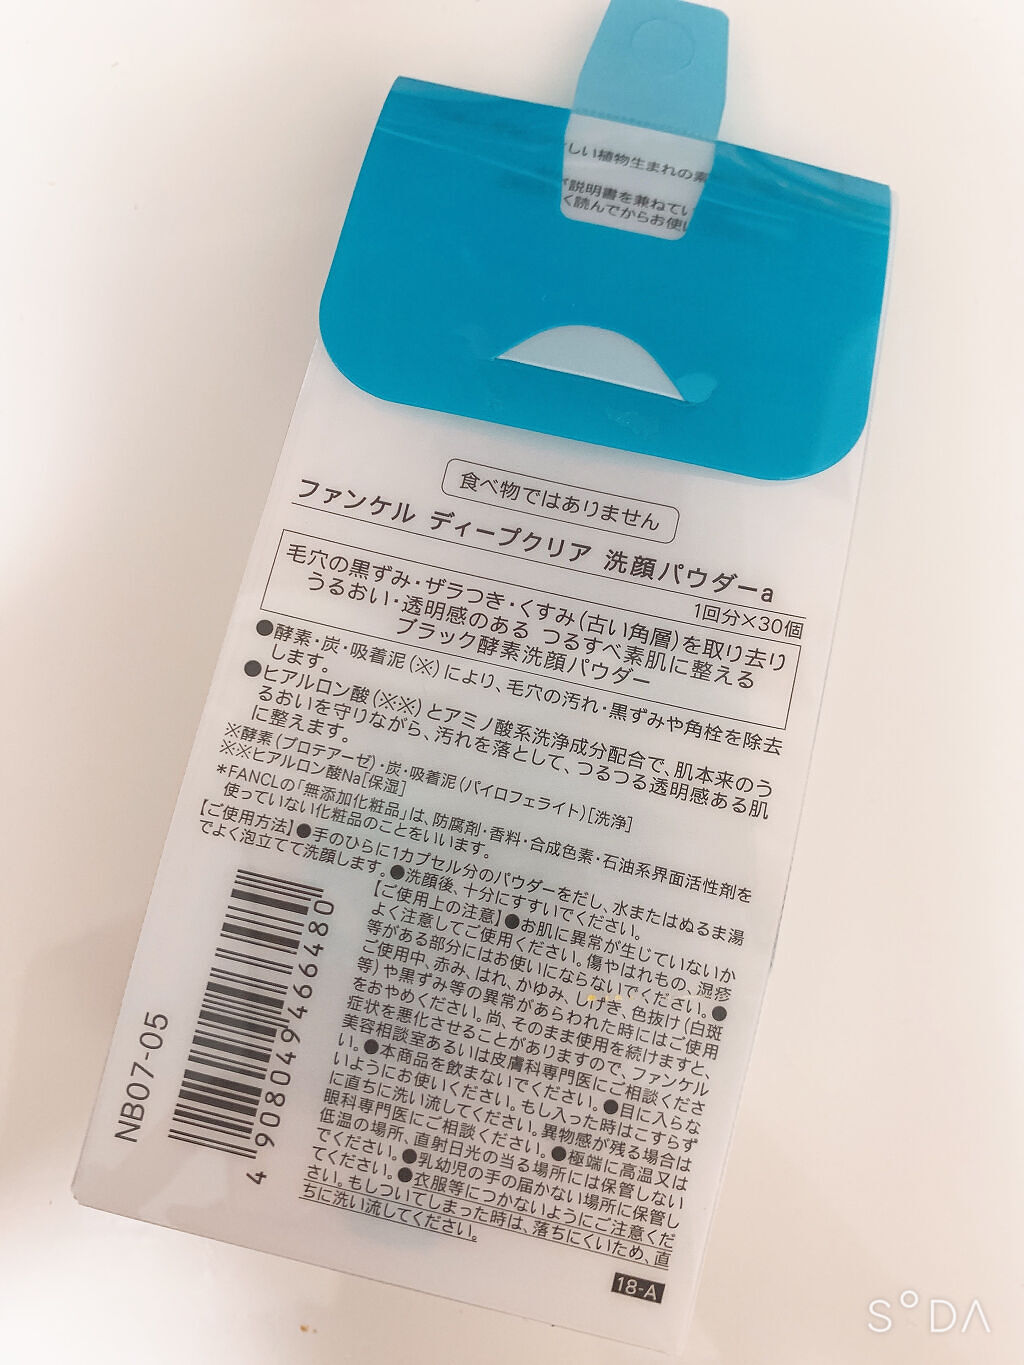 しい植物生まれの素
説明書を兼ねてい
く読んでからお使い
食べ物ではありません
ファンケル ディープクリア 洗顔パウダーa
1回分×30個
毛穴の黒ずみ・ザラつき・くすみ(古い角層)を取り去り
うるおい・透明感のある つるすべ素肌に整える
ブラック酵素洗顔パウダー
●酵素・炭・吸着泥(※)により、毛穴の汚れ・黒ずみや角栓を除去
します。
●ヒアルロン酸(※※)とアミノ酸系洗浄成分配合で、肌本来のう
るおいを守りながら、汚れを落として、つるつる透明感ある肌
に整えます。
※酵素(プロテアーゼ)・炭・吸着泥(パイロフェライト)[洗浄]
※※ヒアルロン酸Na[保湿]
*FANCLの「無添加化粧品」は、防腐剤・香料・合成色素・石油系界面活性剤を
使っていない化粧品のことをいいます。
【ご使用方法】●手のひらに1カプセル分のパウダーをだし、水またはぬるま湯
でよく泡立てて洗顔します。●洗顔後、十分にすすいでください。
【ご使用上の注意】●お肌に異常が生じていないか
よく注意してご使用ください。傷やはれもの、湿疹
等がある部分にはお使いにならないでください。●
ご使用中、赤み、はれ、かゆみ、しげき、色抜け(白斑
等)や黒ずみ等の異常があらわれた時にはご使用
をおやめください。尚、そのまま使用を続けますと、
症状を悪化させることがありますので、ファンケル
美容相談室あるいは皮膚科専門医にご相談くださ
い。●本商品を飲まないでください。●目に入らな
いようにお使いください。もし入った時はこすらず
に直ちに洗い流してください。異物感が残る場合は
眼科専門医にご相談ください。●極端に高温又は
低温の場所、直射日光の当る場所には保管しない
でください。●乳幼児の手の届かない場所に保管し
てください。●衣服等につかないようにご注意くだ
さい。もしついてしまった時は、落ちにくいため、直
ちに洗い流してください。
4 908049 466480
NB07-05
18-A
SODA